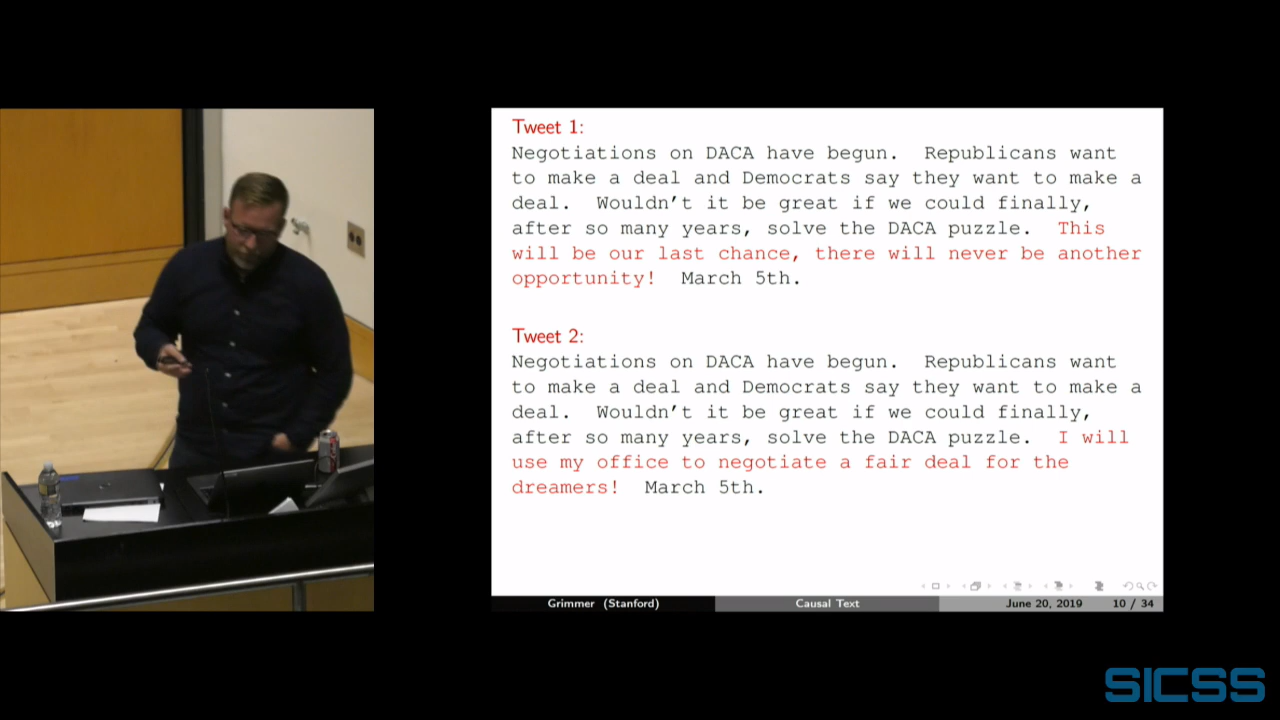 Tweet 1:
Negotiations on DACA have begun. Republicans want
to make a deal and Democrats say they want to make a
deal. Wouldn't it be great if we could finally,
after so many years, solve the DACA puzzle. This
will be our last chance, there will never be another
opportunity! March 5th.
Tweet 2:
Negotiations on DACA have begun. Republicans want
to make a deal and Democrats say they want to make a
deal. Wouldn't it be great if we could finally,
after so many years, solve the DACA puzzle. I will
use my office to negotiate a fair deal for the
dreamers! March 5th.
Grimmer (Stanford) Causal Text June 20, 2019 10 / 34
SICSS